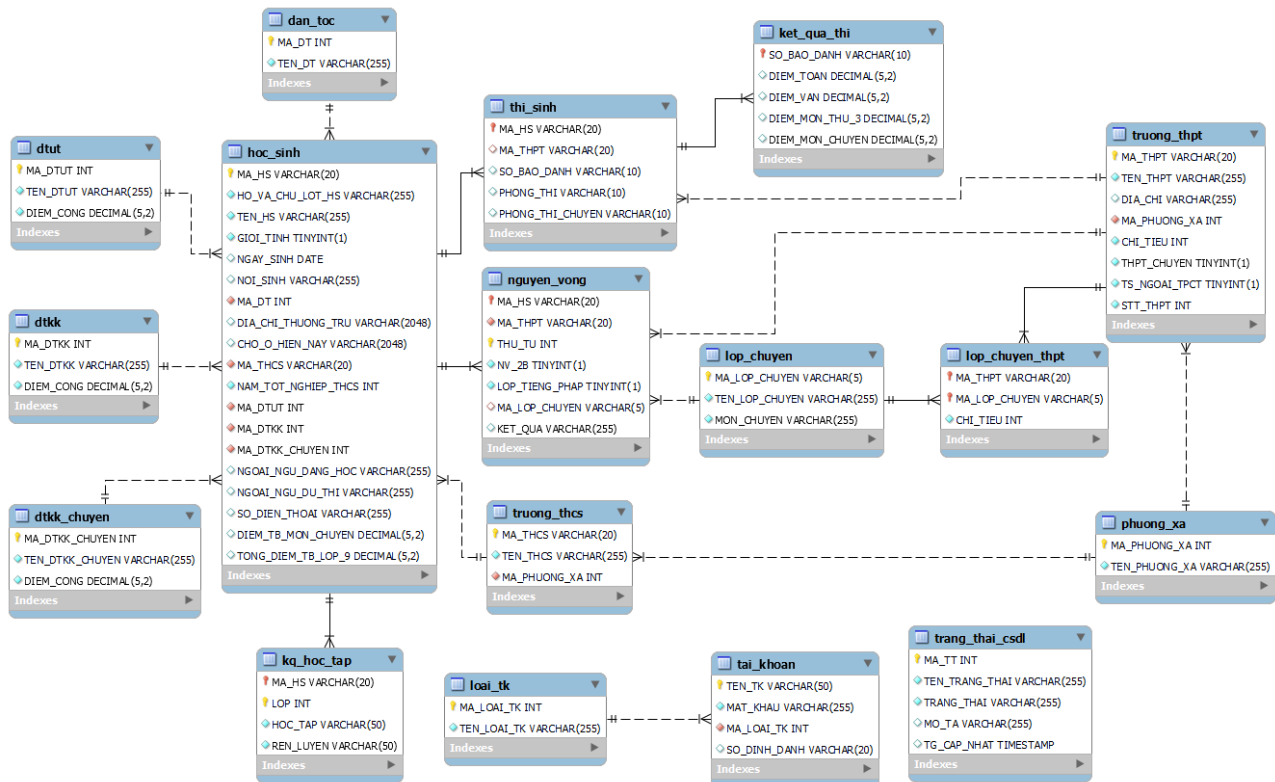 dan_toc
MA_DT INT
TEN_DT VARCHAR(255)
Indexes
ket_qua_thi
SO_BAO_DANH VARCHAR(10)
DIEM_TOAN DECIMAL(5,2)
DIEM_VAN DECIMAL(5,2)
DIEM_MON_THU_3 DECIMAL(5,2)
DIEM_MON_CHUYEN DECIMAL(5,2)
Indexes
thi_sinh
MA_HS VARCHAR(20)
MA_THPT VARCHAR(20)
SO_BAO_DANH VARCHAR(10)
PHONG_THI VARCHAR(10)
PHONG_THI_CHUYEN VARCHAR(10)
Indexes
truong_thpt
MA_THPT VARCHAR(20)
TEN_THPT VARCHAR(255)
DIA_CHI VARCHAR(255)
MA_PHUONG_XA INT
CHI_TIEU INT
THPT_CHUYEN TINYINT(1)
TS_NGOAI_TPCT TINYINT(1)
STT_THPT INT
Indexes
dtut
MA_DTUT INT
TEN_DTUT VARCHAR(255)
DIEM_CONG DECIMAL(5,2)
Indexes
hoc_sinh
MA_HS VARCHAR(20)
HO_VA_CHU_LOT_HS VARCHAR(255)
TEN_HS VARCHAR(255)
GIOI_TINH TINYINT(1)
NGAY_SINH DATE
NOI_SINH VARCHAR(255)
MA_DT INT
DIA_CHI_THUONG_TRU VARCHAR(2048)
CHO_O_HIEN_NAY VARCHAR(2048)
MA_THCS VARCHAR(20)
NAM_TOT_NGHIEP_THCS INT
MA_DTUT INT
MA_DTKK INT
MA_DTKK_CHUYEN INT
NGOAI_NGU_DANG_HOC VARCHAR(255)
NGOAI_NGU_DU_THI VARCHAR(255)
SO_DIEN_THOAI VARCHAR(255)
DIEM_TB_MON_CHUYEN DECIMAL(5,2)
TONG_DIEM_TB_LOP_9 DECIMAL(5,2)
Indexes
nguyen_vong
MA_HS VARCHAR(20)
MA_THPT VARCHAR(20)
THU_TU INT
NV_2B TINYINT(1)
LOP_TIENG_PHAP TINYINT(1)
MA_LOP_CHUYEN VARCHAR(5)
KET_QUA VARCHAR(255)
Indexes
dtkk
MA_DTKK INT
TEN_DTKK VARCHAR(255)
DIEM_CONG DECIMAL(5,2)
Indexes
lop_chuyen
MA_LOP_CHUYEN VARCHAR(5)
TEN_LOP_CHUYEN VARCHAR(255)
MON_CHUYEN VARCHAR(255)
Indexes
lop_chuyen_thpt
MA_THPT VARCHAR(20)
MA_LOP_CHUYEN VARCHAR(5)
CHI_TIEU INT
Indexes
dtkk_chuyen
MA_DTKK_CHUYEN INT
TEN_DTKK_CHUYEN VARCHAR(255)
DIEM_CONG DECIMAL(5,2)
Indexes
truong_thcs
MA_THCS VARCHAR(20)
TEN_THCS VARCHAR(255)
MA_PHUONG_XA INT
Indexes
phuong_xa
MA_PHUONG_XA INT
TEN_PHUONG_XA VARCHAR(255)
Indexes
kq_hoc_tap
MA_HS VARCHAR(20)
LOP INT
HOC_TAP VARCHAR(50)
REN_LUYEN VARCHAR(50)
Indexes
loai_tk
MA_LOAI_TK INT
TEN_LOAI_TK VARCHAR(255)
Indexes
tai_khoan
TEN_TK VARCHAR(50)
MAT_KHAU VARCHAR(255)
MA_LOAI_TK INT
SO_DINH_DANH VARCHAR(20)
Indexes
trang_thai_csdl
MA_TT INT
TEN_TRANG_THAI VARCHAR(255)
TRANG_THAI VARCHAR(255)
MO_TA VARCHAR(255)
TG_CAP_NHAT TIMESTAMP
Indexes